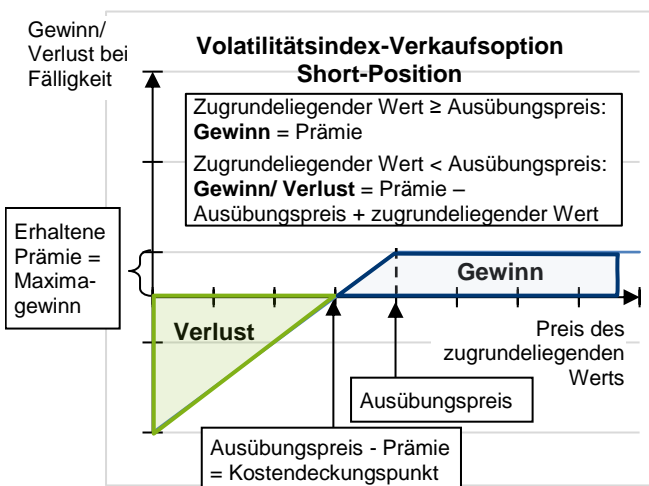 Gewinn/
Verlust bei
Fälligkeit
Volatilitätsindex-Verkaufsoption
Short-Position
Zugrundeliegender Wert ≥ Ausübungspreis:
Gewinn = Prämie
Zugrundeliegender Wert < Ausübungspreis:
Gewinn/ Verlust = Prämie –
Ausübungspreis + zugrundeliegender Wert
Erhaltene
Prämie =
Maxima-
gewinn
Gewinn
Verlust
Preis des
zugrundeliegenden
Werts
Ausübungspreis
Ausübungspreis - Prämie
= Kostendeckungspunkt